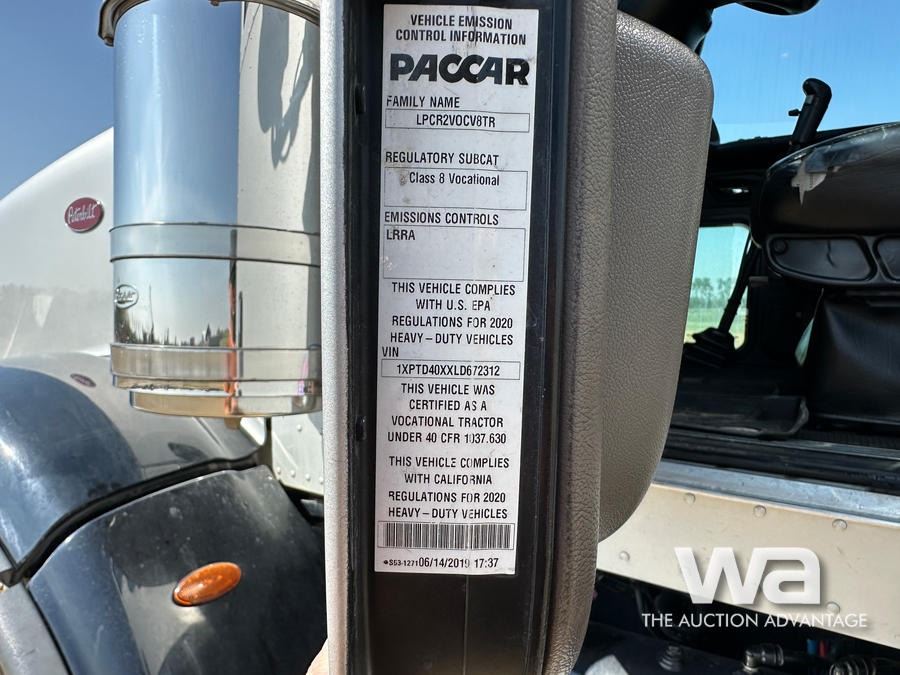 VEHICLE EMISSION
CONTROL INFORMATION
PACCAR
FAMILY NAME
LPCR2VOCV8TR
REGULATORY SUBCAT
Class 8 Vocational
EMISSIONS CONTROLS
LRRA
THIS VEHICLE COMPLIES
WITH U.S. EPA
REGULATIONS FOR 2020
HEAVY-DUTY VEHICLES
VIN
1XPTD40XXLD672312
THIS VEHICLE WAS
CERTIFIED AS A
VOCATIONAL TRACTOR
UNDER 40 CFR 1037.630
THIS VEHICLE COMPLIES
WITH CALIFORNIA
REGULATIONS FOR 2020
HEAVY-DUTY VEHICLES
S53-1271 06/14/2019 17:37
Peterbilt
wa
THE AUCTION ADVANTAGE